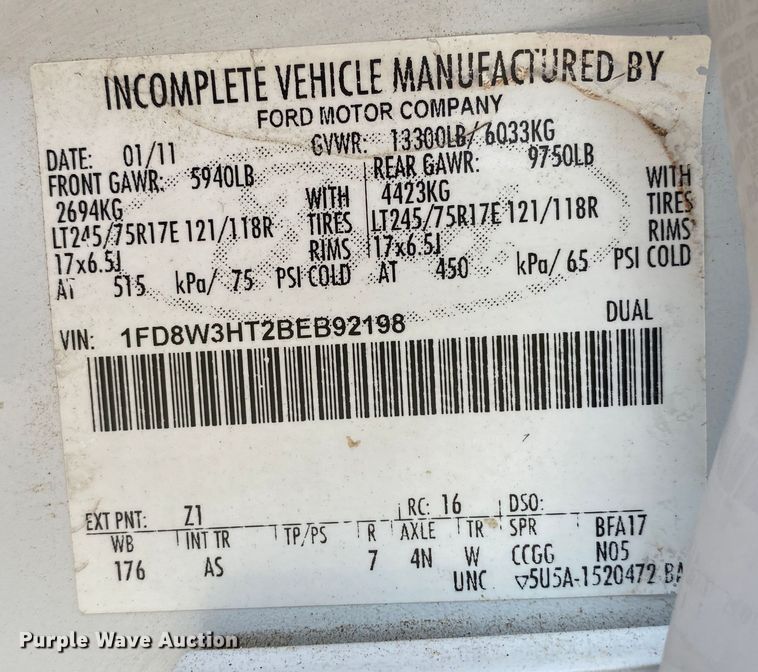 INCOMPLETE VEHICLE MANUFACTURED BY
FORD MOTOR COMPANY
DATE: 01/11 GVWR: 13300LB/ 6033KG
FRONT GAWR: 5940LB REAR GAWR: 9750LB
2694KG WITH 4423KG WITH
LT245/75R17E 121/118R TIRES LT245/75R17E 121/118R TIRES
17x6.5J RIMS 17x6.5J RIMS
AT 515 kPa/ 75 PSI COLD AT 450 kPa/ 65 PSI COLD
VIN: 1FD8W3HT2BEB92198 DUAL
EXT PNT: Z1 RC: 16 DSO:
WB INT TR TP/PS R AXLE TR SPR BFA17
176 AS 7 4N W CCGG N05
UNC ▽5U5A-1520472 BA
Purple Wave Auction